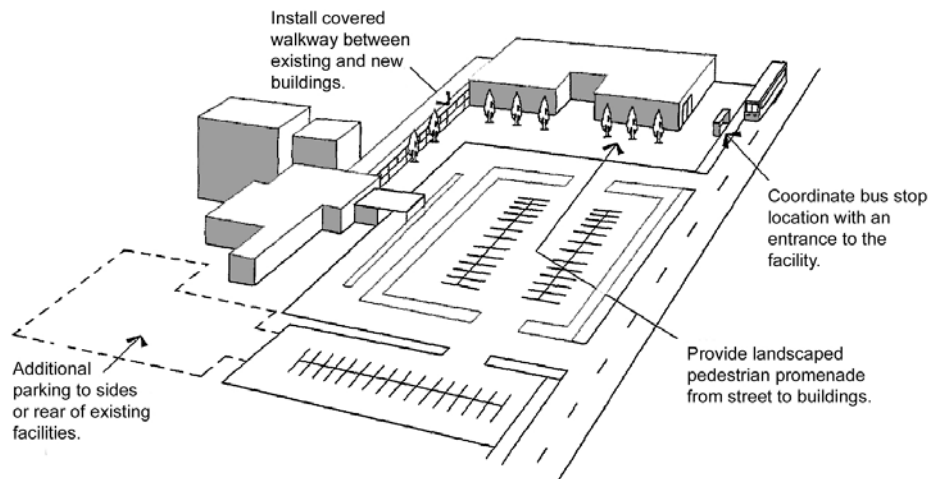 Install covered
walkway between
existing and new
buildings.
Coordinate bus stop
location with an
entrance to the
facility.
Provide landscaped
pedestrian promenade
from street to buildings.
Additional
parking to sides
or rear of existing
facilities.